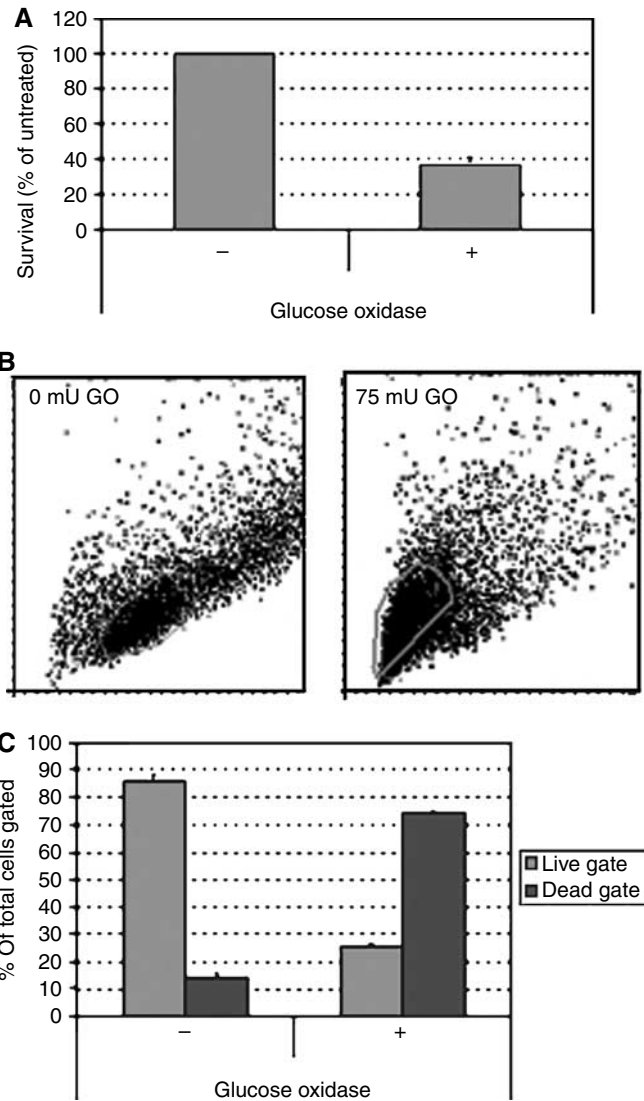 A
120
100
80
60
40
20
0
Survival (% of untreated)
– +
Glucose oxidase
B
0 mU GO
75 mU GO
C
100
90
80
70
60
50
40
30
20
10
0
% Of total cells gated
– +
Glucose oxidase
Live gate
Dead gate